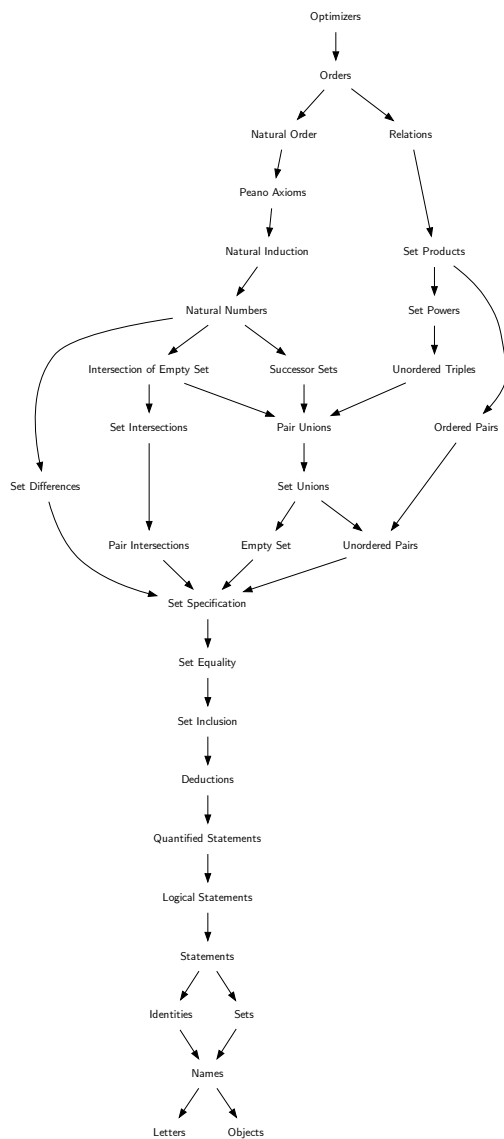 Optimizers
Orders
Natural Order
Relations
Peano Axioms
Natural Induction
Set Products
Natural Numbers
Set Powers
Intersection of Empty Set
Successor Sets
Unordered Triples
Set Intersections
Pair Unions
Ordered Pairs
Set Differences
Set Unions
Pair Intersections
Empty Set
Unordered Pairs
Set Specification
Set Equality
Set Inclusion
Deductions
Quantified Statements
Logical Statements
Statements
Identities
Sets
Names
Letters
Objects